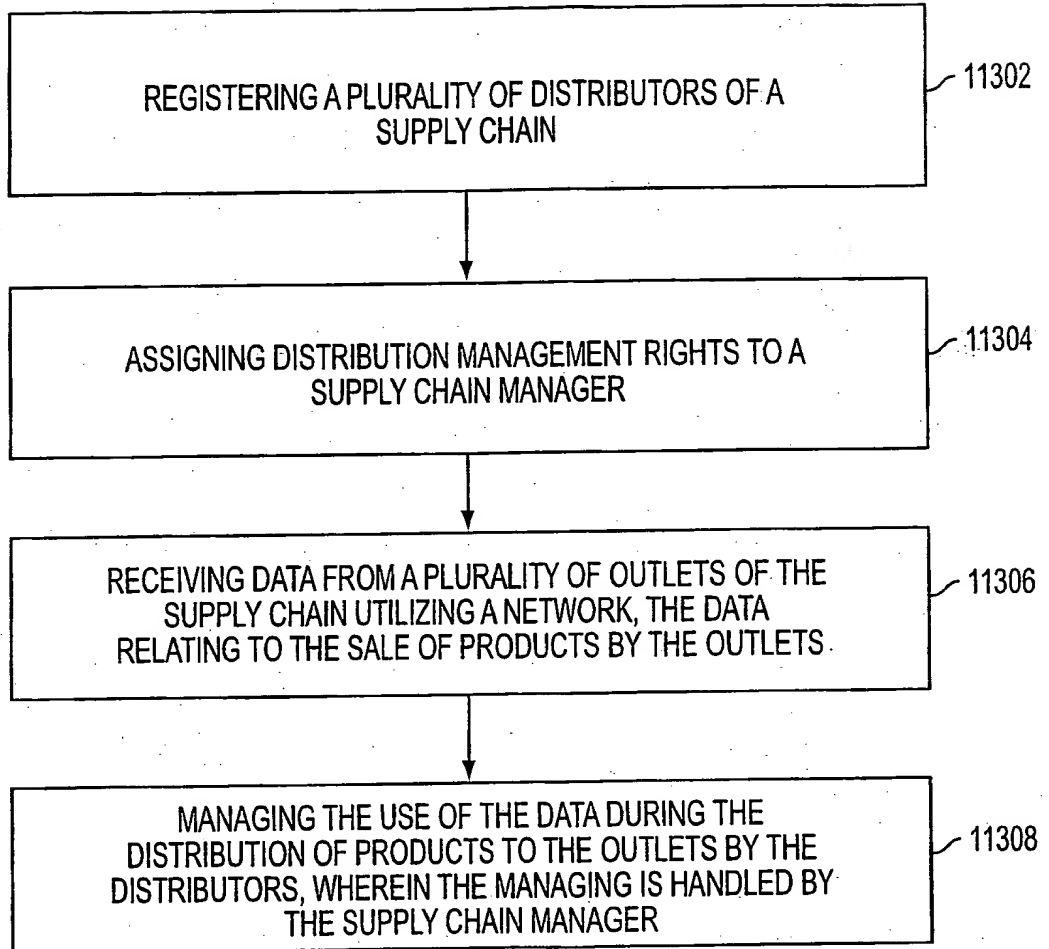 REGISTERING A PLURALITY OF DISTRIBUTORS OF A
SUPPLY CHAIN
11302
ASSIGNING DISTRIBUTION MANAGEMENT RIGHTS TO A
SUPPLY CHAIN MANAGER
11304
RECEIVING DATA FROM A PLURALITY OF OUTLETS OF THE
SUPPLY CHAIN UTILIZING A NETWORK, THE DATA
RELATING TO THE SALE OF PRODUCTS BY THE OUTLETS
11306
MANAGING THE USE OF THE DATA DURING THE
DISTRIBUTION OF PRODUCTS TO THE OUTLETS BY THE
DISTRIBUTORS, WHEREIN THE MANAGING IS HANDLED BY
THE SUPPLY CHAIN MANAGER
11308